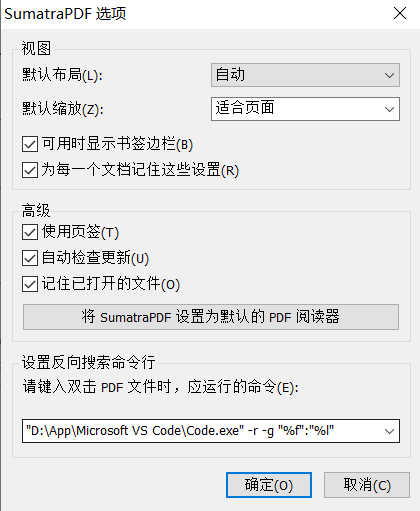 SumatraPDF 选项
视图
默认布局(L):
自动
默认缩放(Z):
适合页面
可用时显示书签边栏(B)
为每一个文档记住这些设置(R)
高级
使用页签(T)
自动检查更新(U)
记住已打开的文件(O)
将 SumatraPDF 设置为默认的 PDF 阅读器
设置反向搜索命令行
请键入双击 PDF 文件时，应运行的命令(E):
"D:\App\Microsoft VS Code\Code.exe" -r -g "%f":"%l"
确定(O)
取消(C)